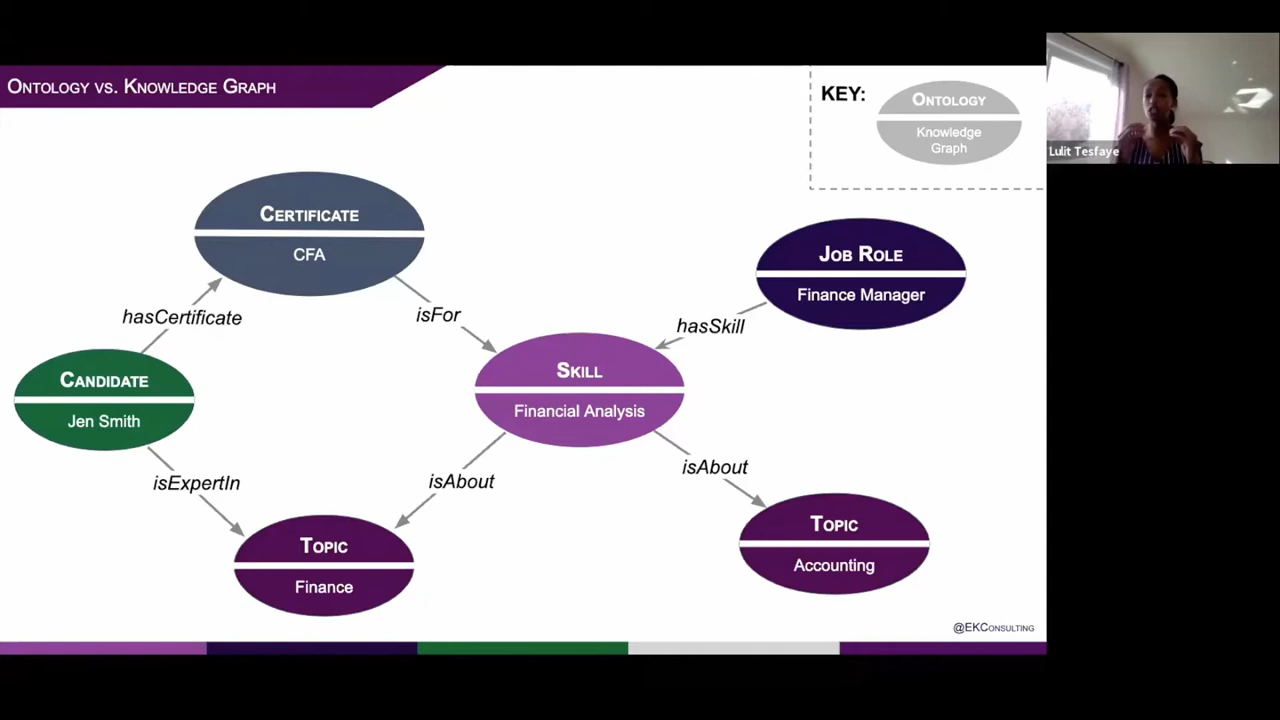 ONTOLOGY VS. KNOWLEDGE GRAPH
KEY:
ONTOLOGY
Knowledge
Graph
Lulit Tesfaye
CERTIFICATE
CFA
JOB ROLE
Finance Manager
hasCertificate
isFor
hasSkill
CANDIDATE
Jen Smith
SKILL
Financial Analysis
isExpertIn
isAbout
isAbout
TOPIC
Finance
TOPIC
Accounting
@EKCONSULTING